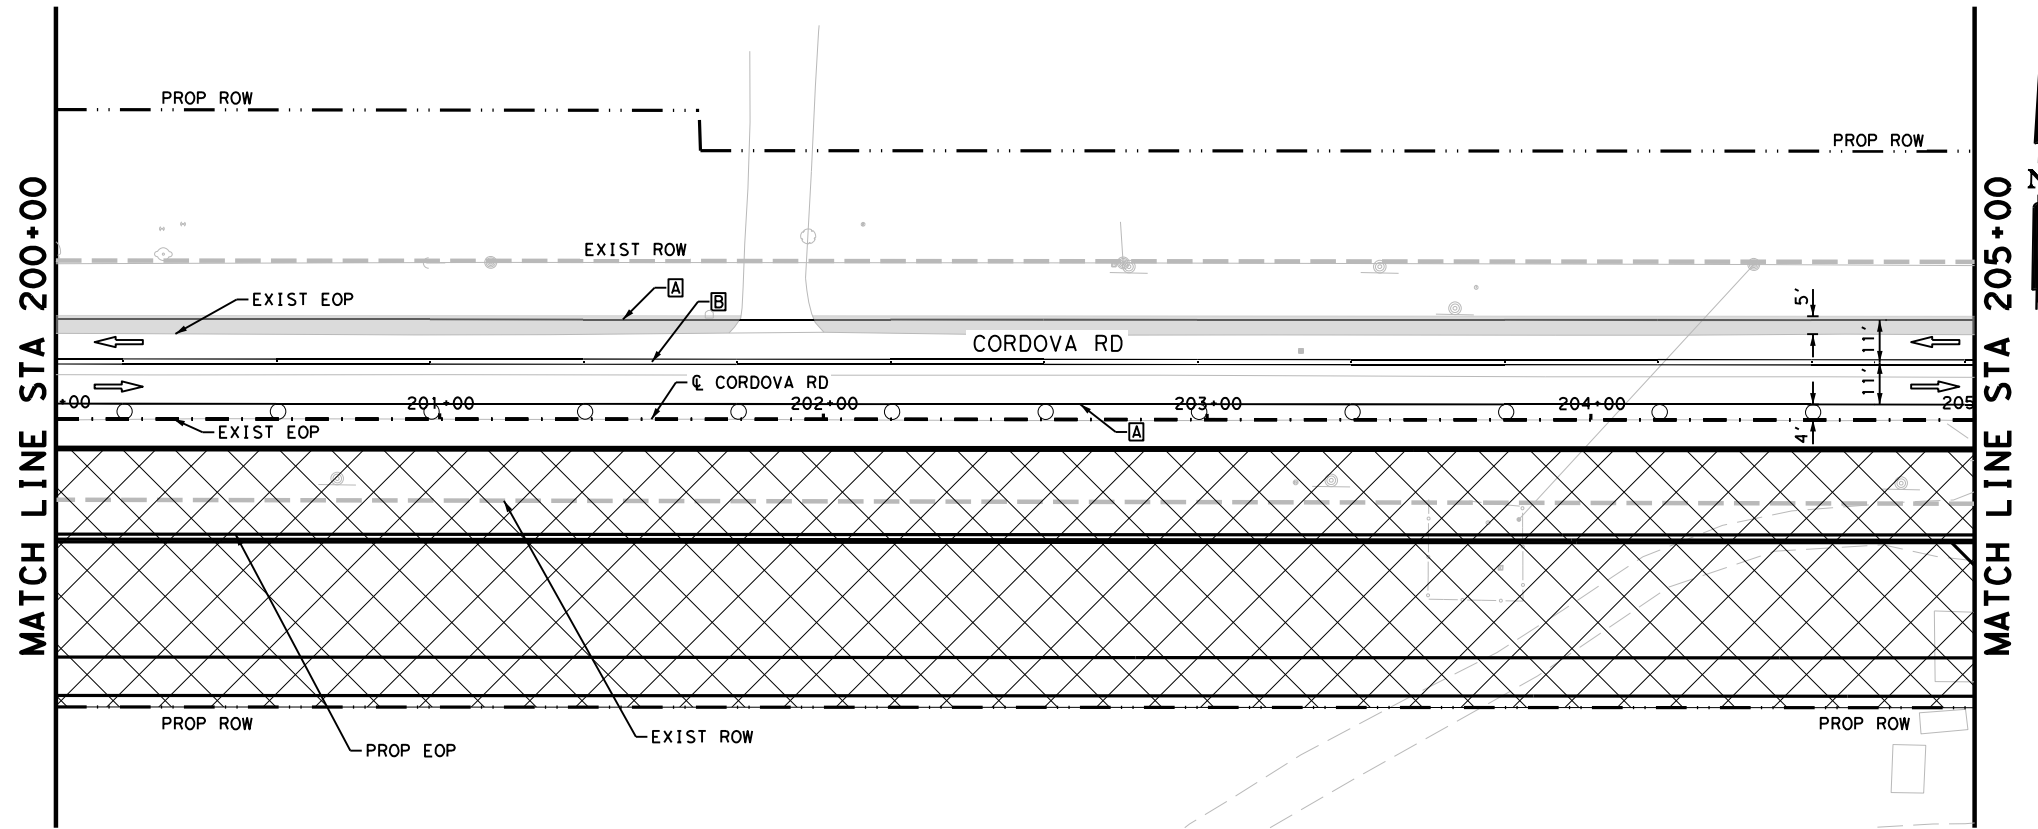 PROP ROW
PROP ROW
MATCH LINE STA 200+00
MATCH LINE STA 205+00
N
EXIST ROW
EXIST EOP
A
B
5'
11'
CORDOVA RD
℄ CORDOVA RD
11'
+00
201+00
202+00
203+00
204+00
205
EXIST EOP
A
4'
PROP ROW
PROP ROW
EXIST ROW
PROP EOP